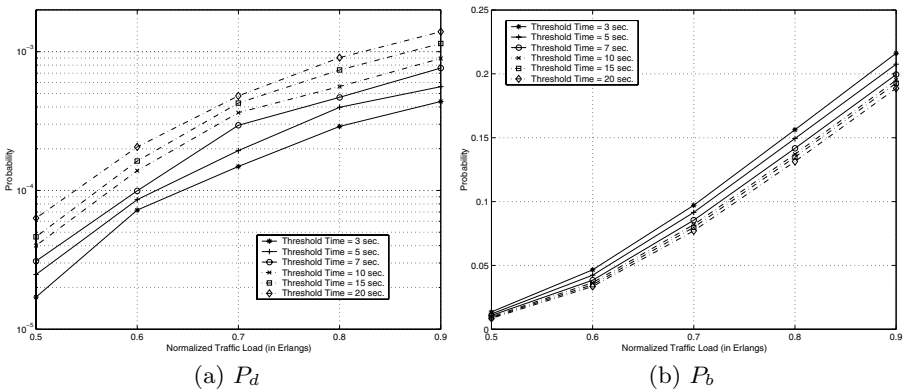 10⁻³
10⁻⁴
10⁻⁵
Probability
Threshold Time = 3 sec.
Threshold Time = 5 sec.
Threshold Time = 7 sec.
Threshold Time = 10 sec.
Threshold Time = 15 sec.
Threshold Time = 20 sec.
0.5 0.6 0.7 0.8 0.9
Normalized Traffic Load (in Erlangs)
(a) P_d
0.25
0.2
0.15
0.1
0.05
0
Probability
Threshold Time = 3 sec.
Threshold Time = 5 sec.
Threshold Time = 7 sec.
Threshold Time = 10 sec.
Threshold Time = 15 sec.
Threshold Time = 20 sec.
0.5 0.6 0.7 0.8 0.9
Normalized Traffic Load (in Erlangs)
(b) P_b